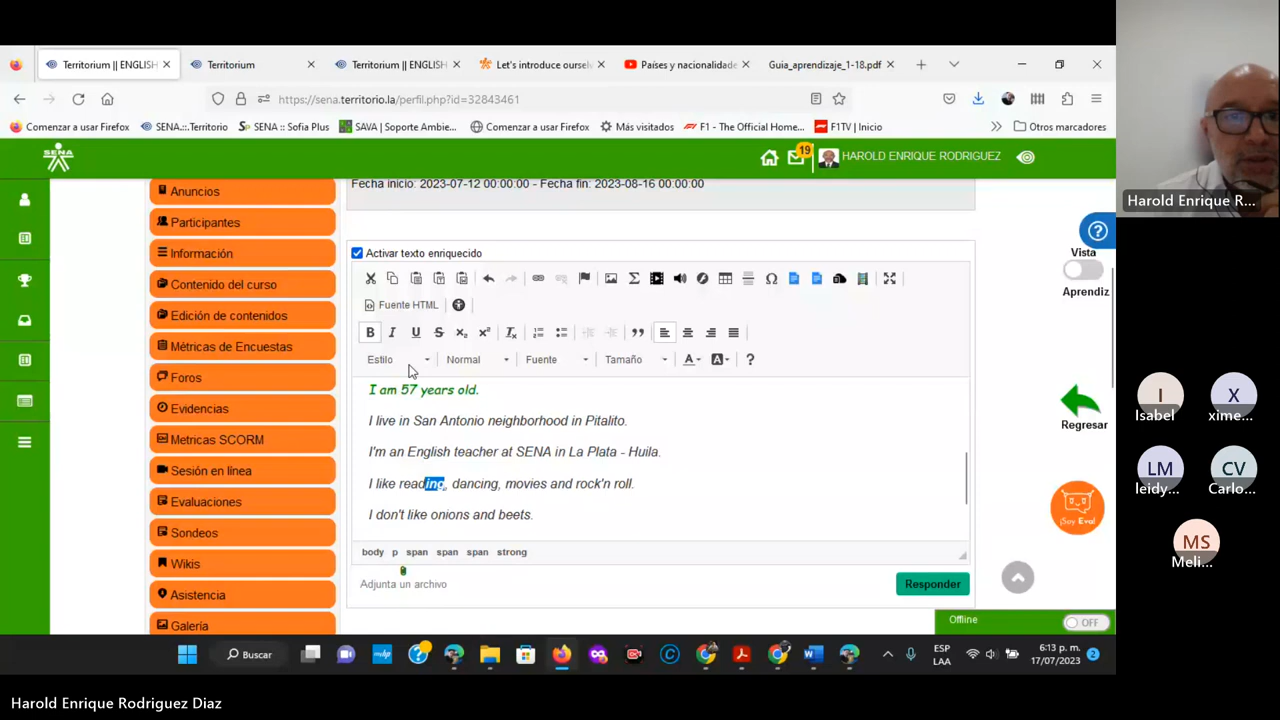 Territorium || ENGLISH
Territorium
Territorium || ENGLISH
Let's introduce ourselv
Países y nacionalidade
Guia_aprendizaje_1-18.pdf
https://sena.territorio.la/perfil.php?id=32843461
Comenzar a usar Firefox
SENA.::.Territorio
SENA :: Sofia Plus
SAVA | Soporte Ambie...
Comenzar a usar Firefox
Más visitados
F1 - The Official Home...
F1TV | Inicio
Otros marcadores
SENA
19
HAROLD ENRIQUE RODRIGUEZ
Harold Enrique R...
Anuncios
Participantes
Información
Contenido del curso
Edición de contenidos
Métricas de Encuestas
Foros
Evidencias
Metricas SCORM
Sesión en línea
Evaluaciones
Sondeos
Wikis
Asistencia
Galería
Fecha inicio: 2023-07-12 00:00:00 - Fecha fin: 2023-08-16 00:00:00
Activar texto enriquecido
Fuente HTML
Estilo
Normal
Fuente
Tamaño
I am 57 years old.
I live in San Antonio neighborhood in Pitalito.
I'm an English teacher at SENA in La Plata - Huila.
I like reading, dancing, movies and rock'n roll.
I don't like onions and beets.
body p span span span strong
Adjunta un archivo
Responder
Vista
Aprendiz
Regresar
¡Soy Eva!
Offline
OFF
I
Isabel
X
xime...
LM
leidy...
CV
Carlo...
MS
Meli...
Buscar
ESP
LAA
6:13 p. m.
17/07/2023
2
Harold Enrique Rodriguez Diaz